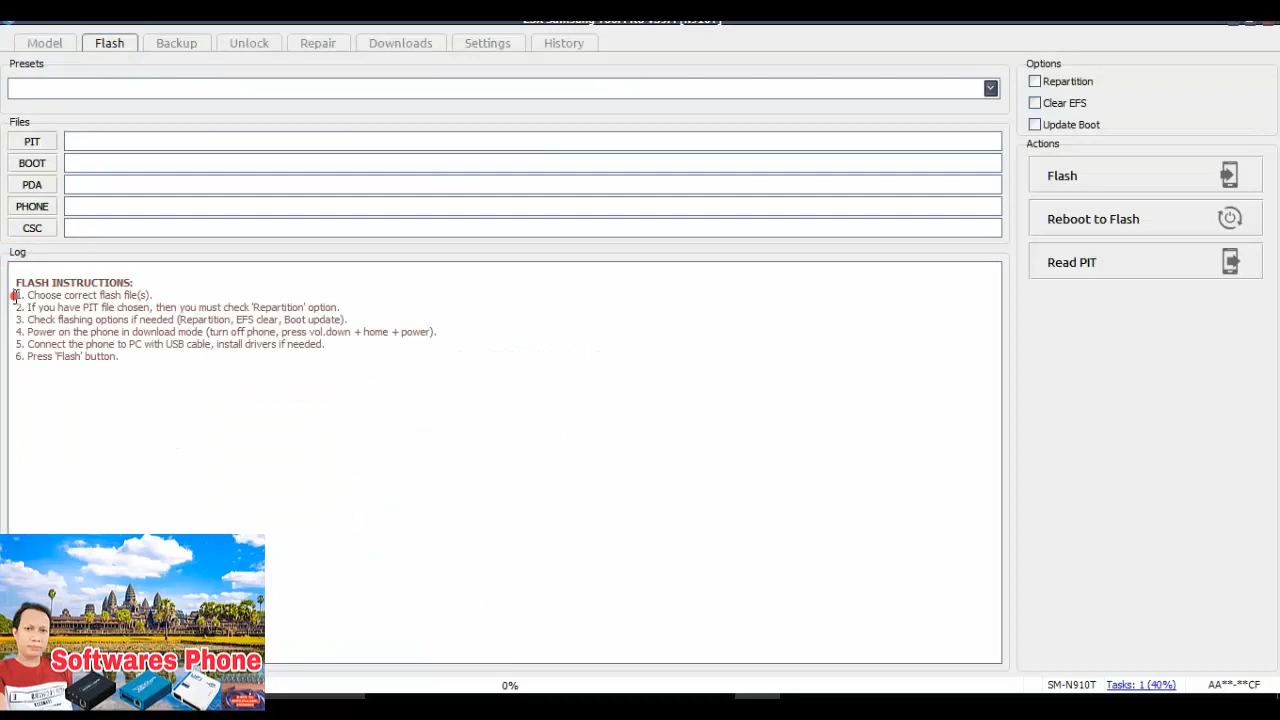 Samsung Tool PRO
Model Flash Backup Unlock Repair Downloads Settings History
Presets
Files
PIT
BOOT
PDA
PHONE
CSC
Log
FLASH INSTRUCTIONS:
1. Choose correct flash file(s).
2. If you have PIT file chosen, then you must check 'Repartition' option.
3. Check flashing options if needed (Repartition, EFS clear, Boot update).
4. Power on the phone in download mode (turn off phone, press vol.down + home + power).
5. Connect the phone to PC with USB cable, install drivers if needed.
6. Press 'Flash' button.
Options
Repartition
Clear EFS
Update Boot
Actions
Flash
Reboot to Flash
Read PIT
Softwares Phone
0%
SM-N910T Tasks: 1 (40%) AA**-**CF